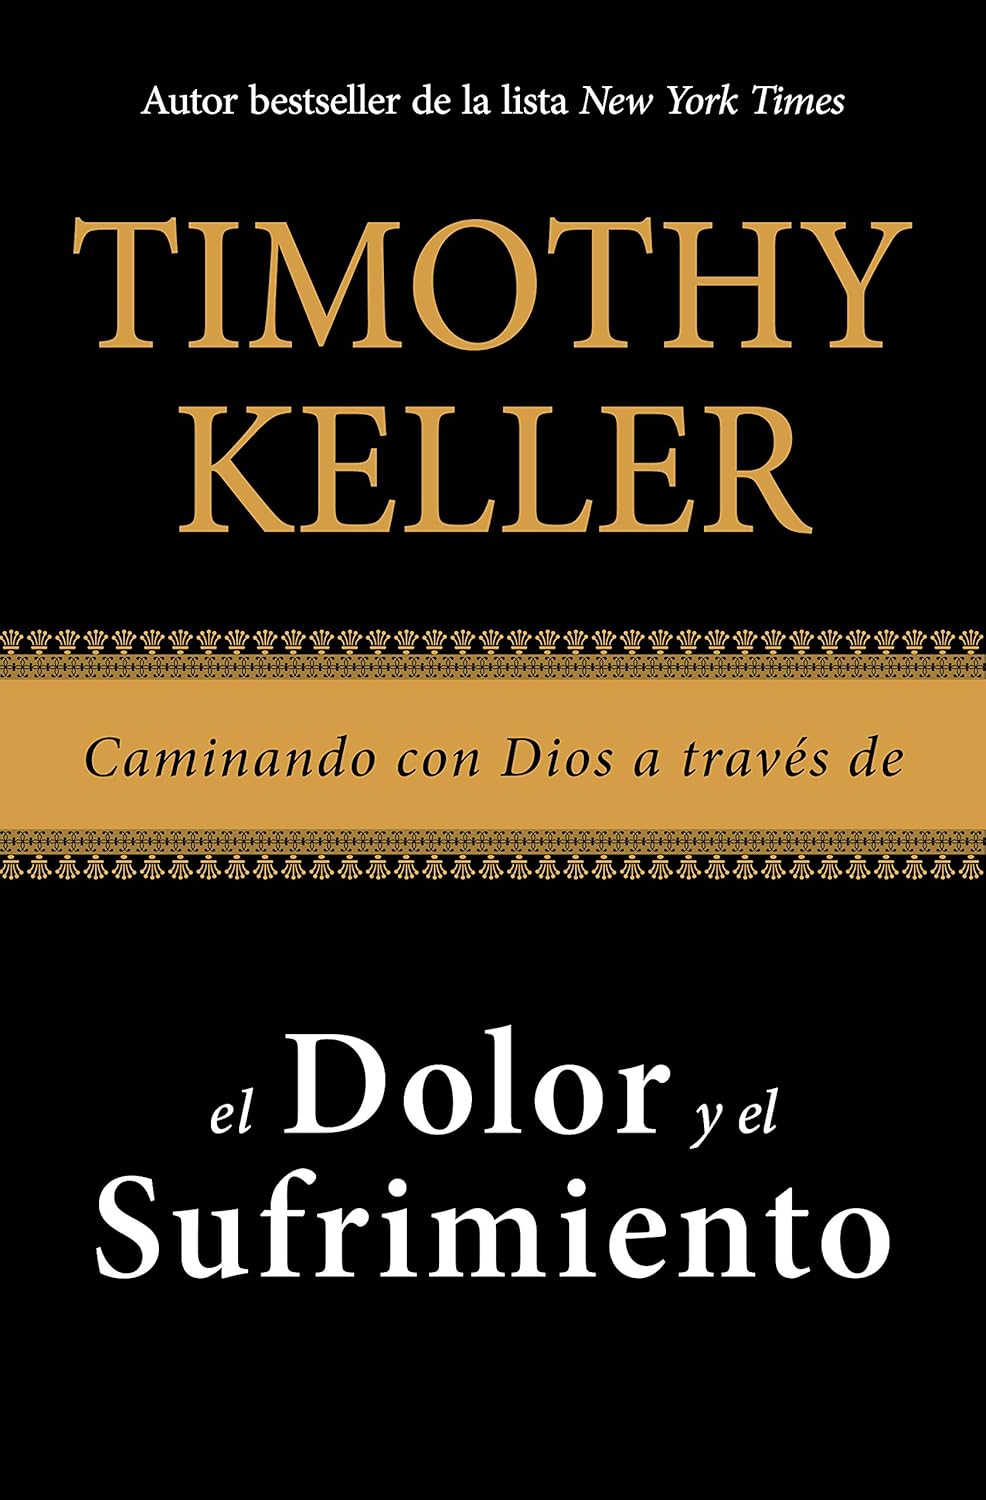 Autor bestseller de la lista New York Times
TIMOTHY
KELLER
Caminando con Dios a través de
el Dolor y el
Sufrimiento